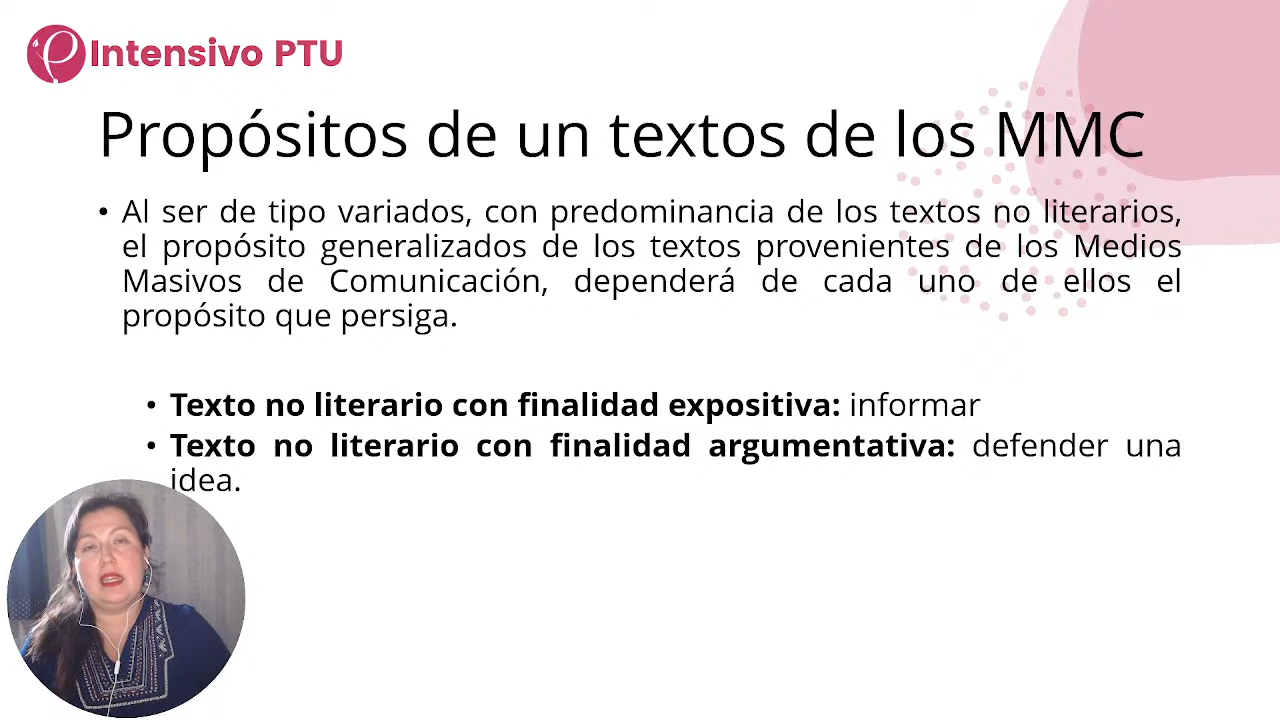 Intensivo PTU
Propósitos de un textos de los MMC
• Al ser de tipo variados, con predominancia de los textos no literarios,
el propósito generalizados de los textos provenientes de los Medios
Masivos de Comunicación, dependerá de cada uno de ellos el
propósito que persiga.
• Texto no literario con finalidad expositiva: informar
• Texto no literario con finalidad argumentativa: defender una
idea.